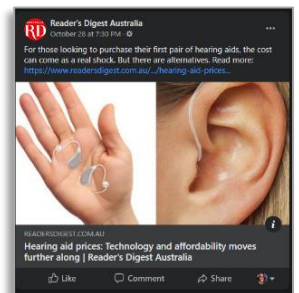 RD
Reader's Digest Australia
October 28 at 7:30 PM ·
For those looking to purchase their first pair of hearing aids, the cost
can come as a real shock. But there are alternatives. Read more:
https://www.readersdigest.com.au/.../hearing-aid-prices...
READERSDIGEST.COM.AU
Hearing aid prices: Technology and affordability moves
further along | Reader's Digest Australia
Like Comment Share